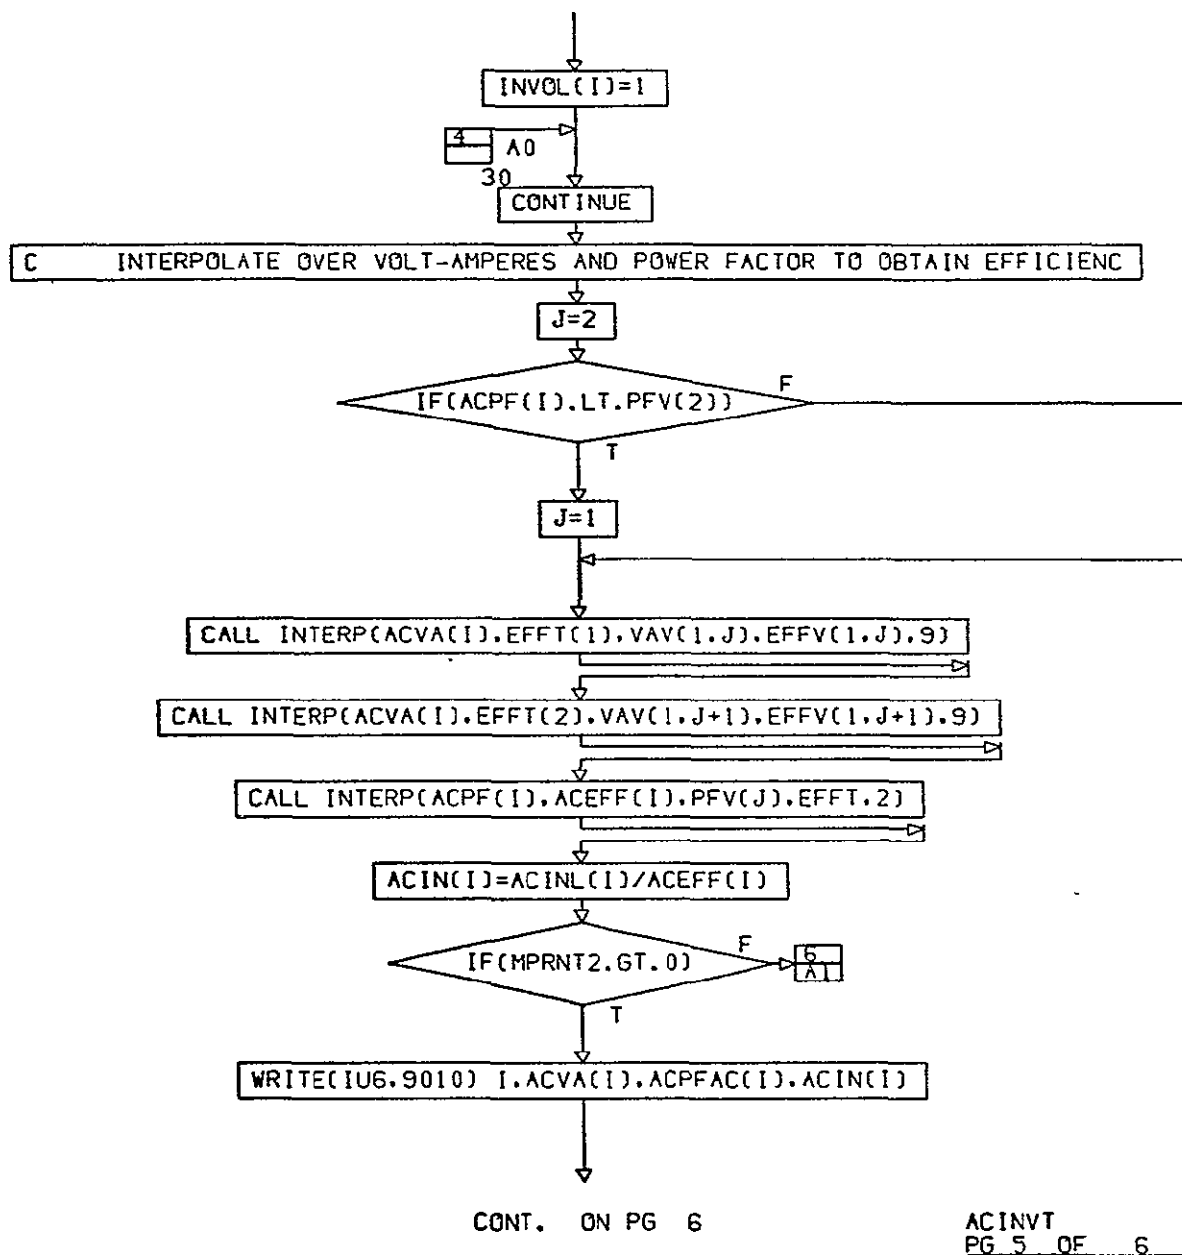 INVOL(I)=1
4
A0
30
CONTINUE
C INTERPOLATE OVER VOLT-AMPERES AND POWER FACTOR TO OBTAIN EFFICIENC
J=2
F
IF(ACPF(I).LT.PFV(2))
T
J=1
CALL INTERP(ACVA(I).EFFT(1).VAV(1.J).EFFV(1.J).9)
CALL INTERP(ACVA(I).EFFT(2).VAV(1.J+1).EFFV(1.J+1).9)
CALL INTERP(ACPF(I).ACEFF(I).PFV(J).EFFT.2)
ACIN(I)=ACINL(I)/ACEFF(I)
F
6
IF(MPRNT2.GT.0)
A1
T
WRITE(IU6.9010) I.ACVA(I).ACPFAC(I).ACIN(I)
CONT. ON PG 6
ACINVT
PG 5 OF 6